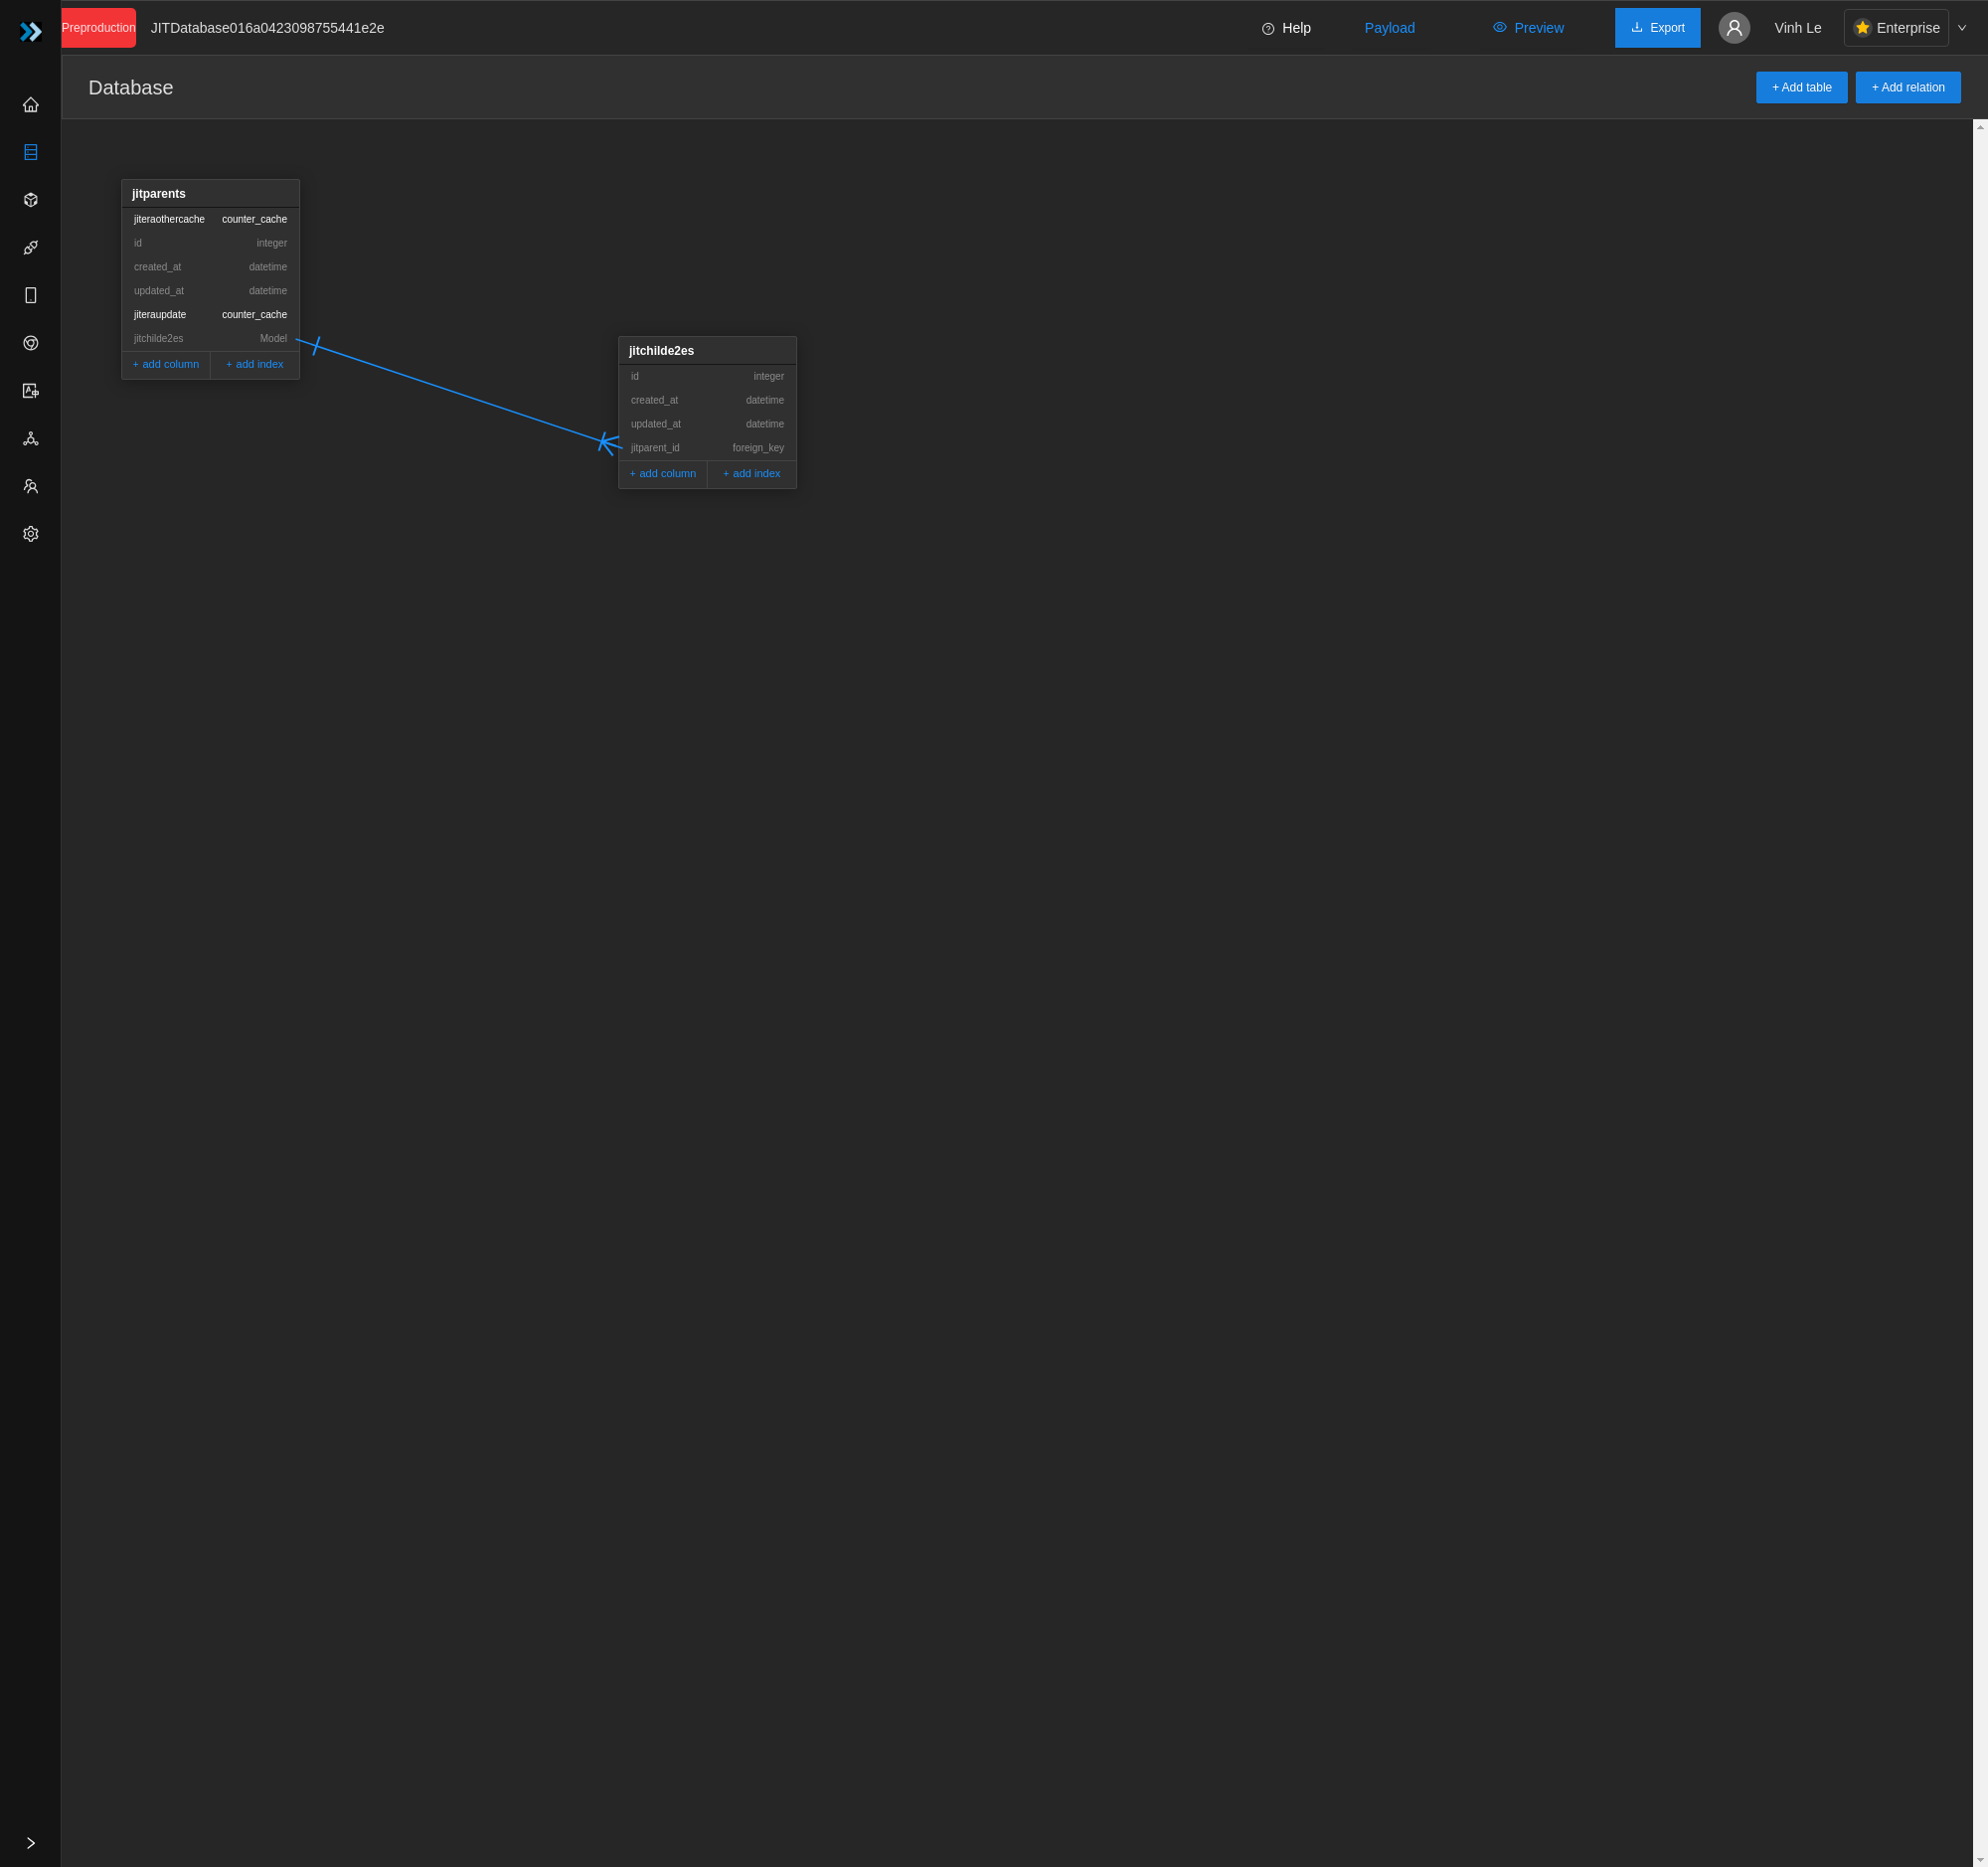 Preproduction JITDatabase016a0423098755441e2e Help Payload Preview Export Vinh Le Enterprise
Database + Add table + Add relation
jitparents
jiteraothercache counter_cache
id integer
created_at datetime
updated_at datetime
jiteraupdate counter_cache
jitchilde2es Model
+ add column + add index
jitchilde2es
id integer
created_at datetime
updated_at datetime
jitparent_id foreign_key
+ add column + add index